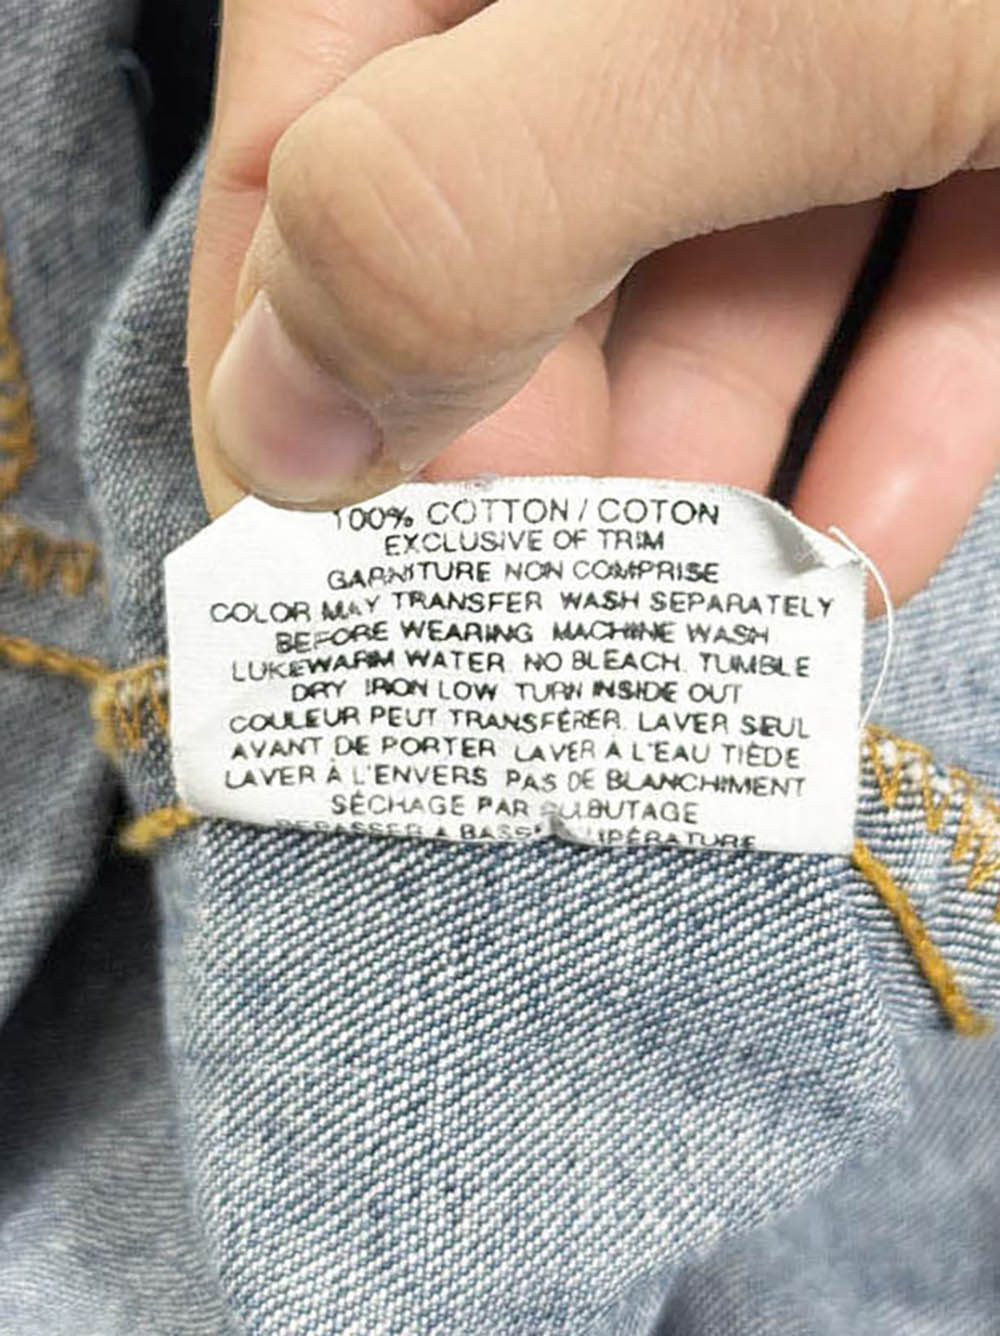 100% COTTON / COTON
EXCLUSIVE OF TRIM
GARNITURE NON COMPRISE
COLOR MAY TRANSFER WASH SEPARATELY
BEFORE WEARING MACHINE WASH
LUKEWARM WATER NO BLEACH TUMBLE
DRY IRON LOW TURN INSIDE OUT
COULEUR PEUT TRANSFÉRER. LAVER SEUL
AVANT DE PORTER LAVER À L'EAU TIÈDE
LAVER À L'ENVERS PAS DE BLANCHIMENT
SÉCHAGE PAR
REPASSER A